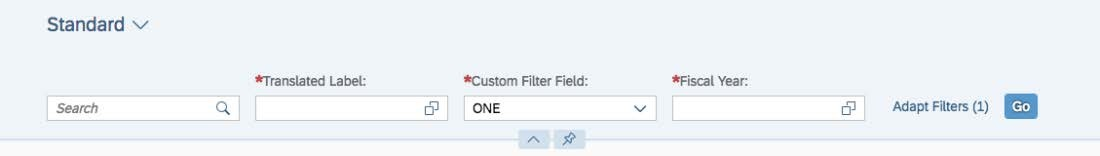 Standard
*Translated Label: *Custom Filter Field: *Fiscal Year:
Search ONE Adapt Filters (1) Go